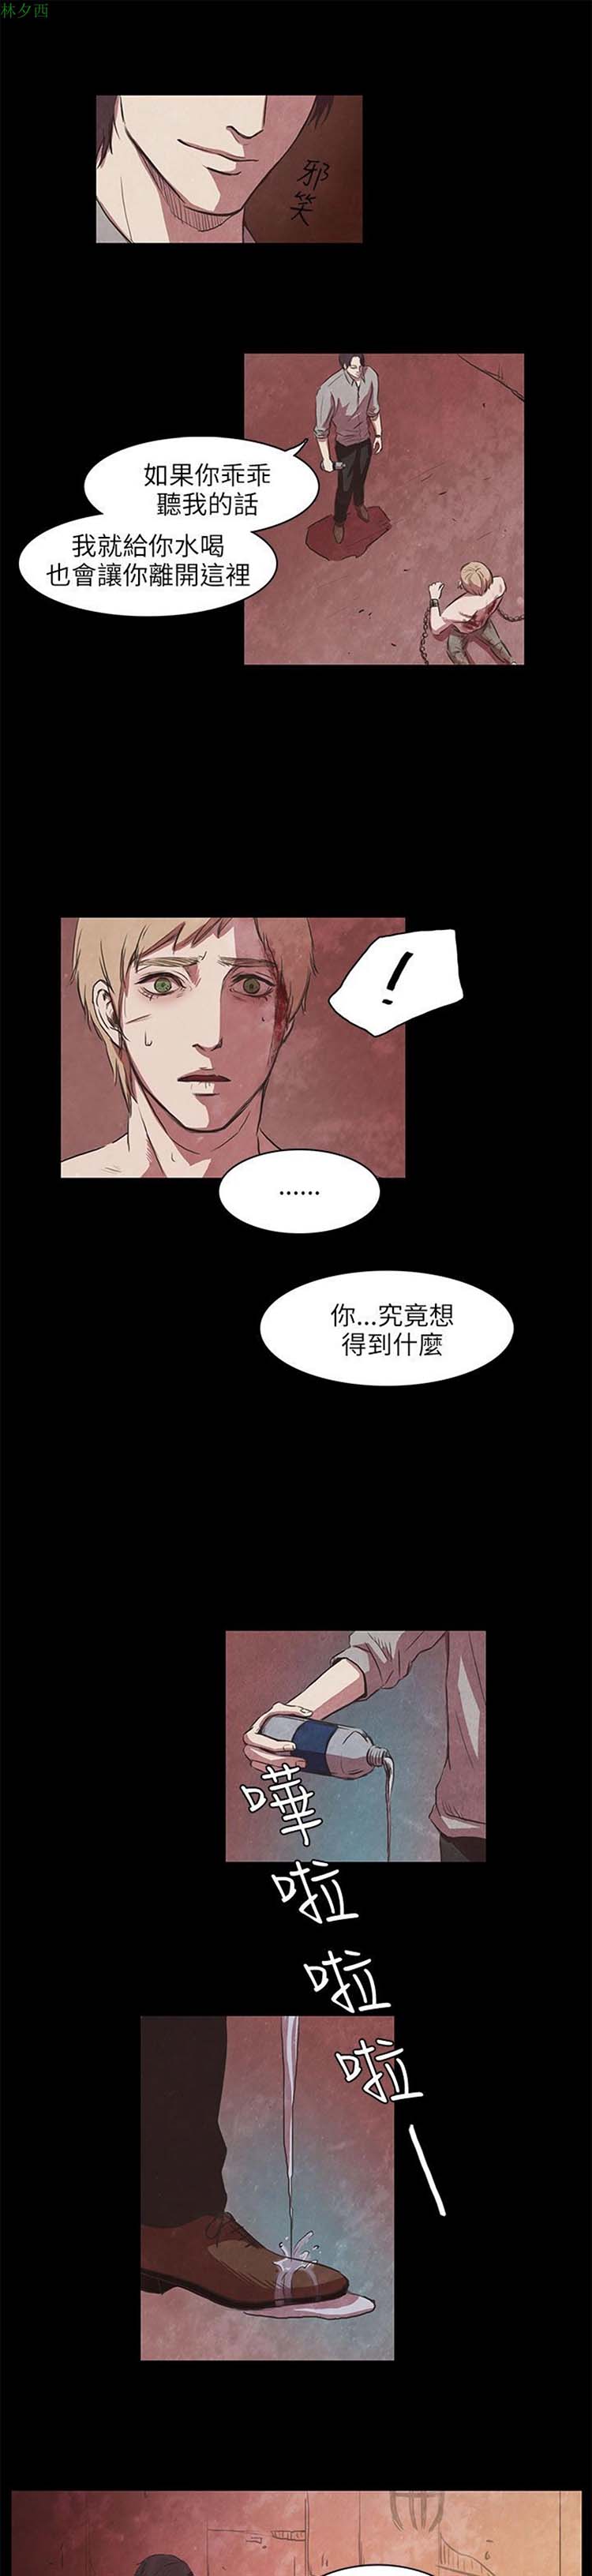 林夕西
邪
笑
如果你乖乖
聽我的話
我就給你水喝
也會讓你離開這裡
!
......
你...究竟想
得到什麼
嘩
啦
啦
啦